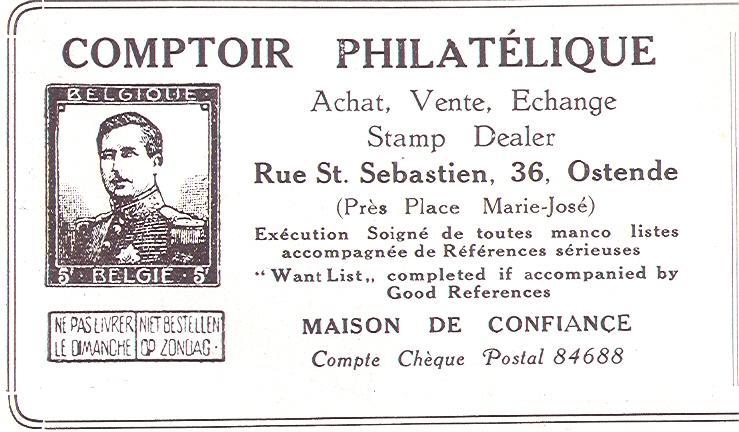 COMPTOIR PHILATÉLIQUE
BELGIQUE
5c BELGIË 5c
NE PAS LIVRER NIET BESTELLEN
LE DIMANCHE OP ZONDAG.
Achat, Vente, Echange
Stamp Dealer
Rue St. Sebastien, 36, Ostende
(Près Place Marie-José)
Exécution Soigné de toutes manco listes
accompagnée de Références sérieuses
“Want List,, completed if accompanied by
Good References
MAISON DE CONFIANÇE
Compte Chèque Postal 84688